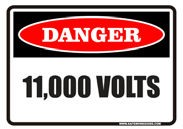 DANGER
11,000 VOLTS